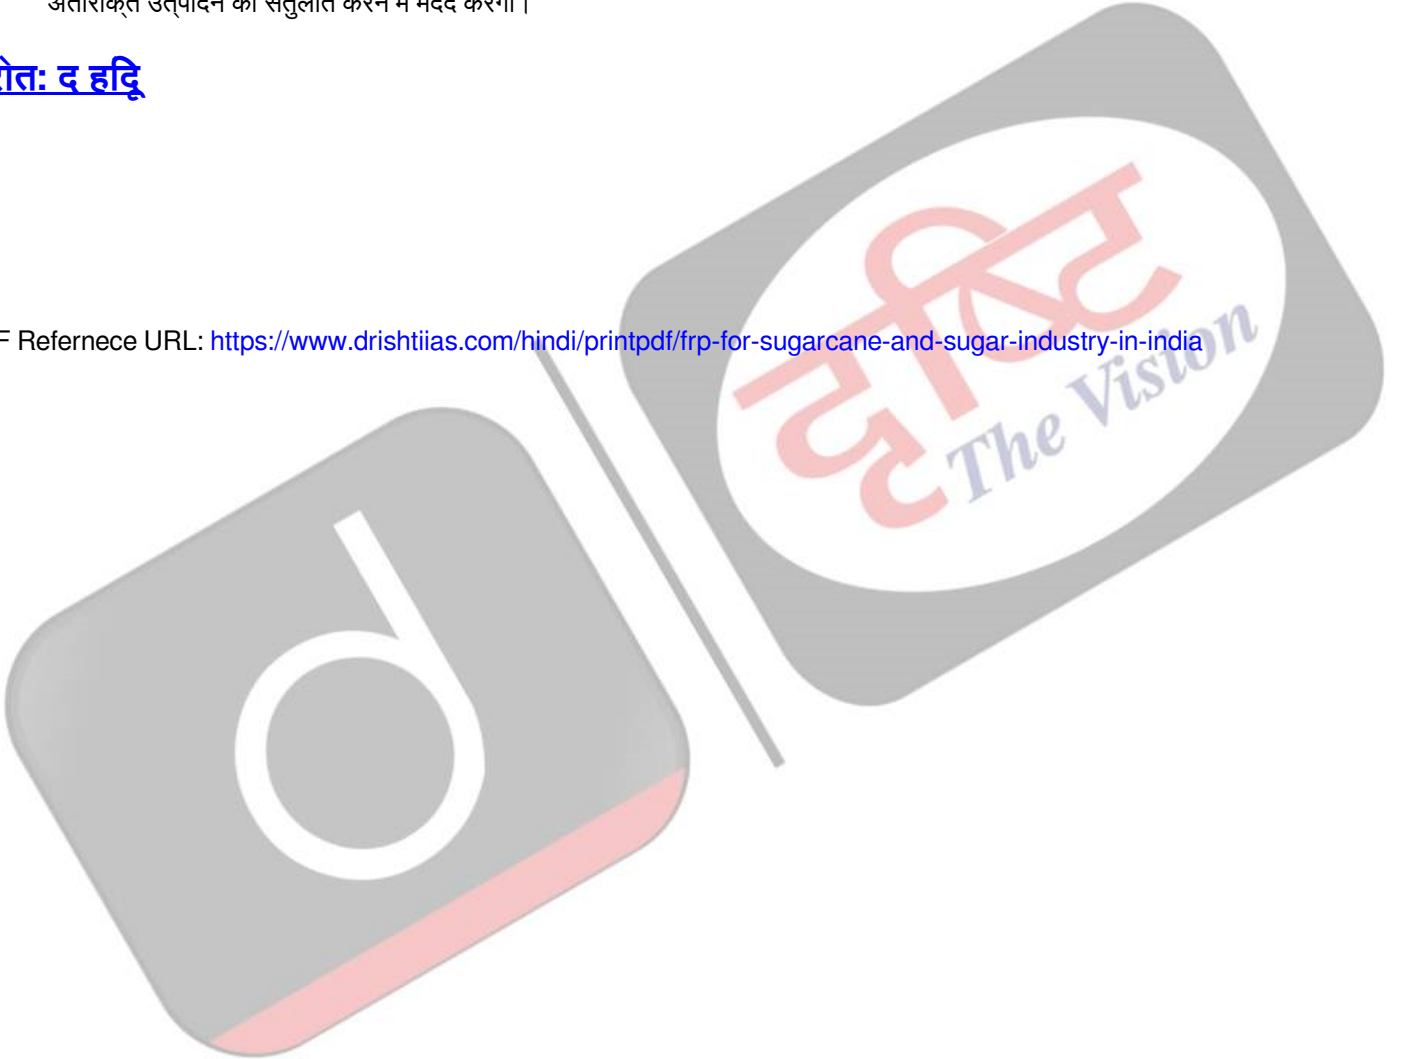 अतिरिक्त उत्पादन को संतुलित करने में मदद करेगा।
रोत: द हिंदू
F Refernece URL: https://www.drishtiias.com/hindi/printpdf/frp-for-sugarcane-and-sugar-industry-in-india
दृष्टि
The Vision
d